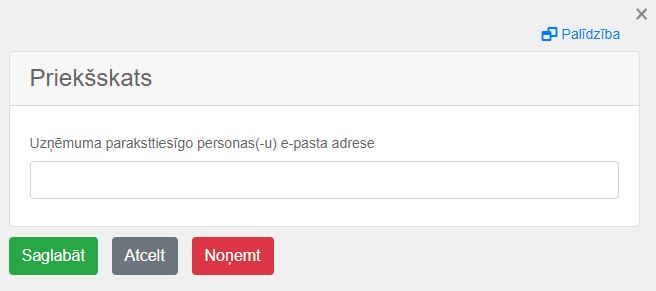 ×
Palīdzība
Priekšskats
Uzņēmuma paraksttiesīgo personas(-u) e-pasta adrese
Saglabāt Atcelt Noņemt